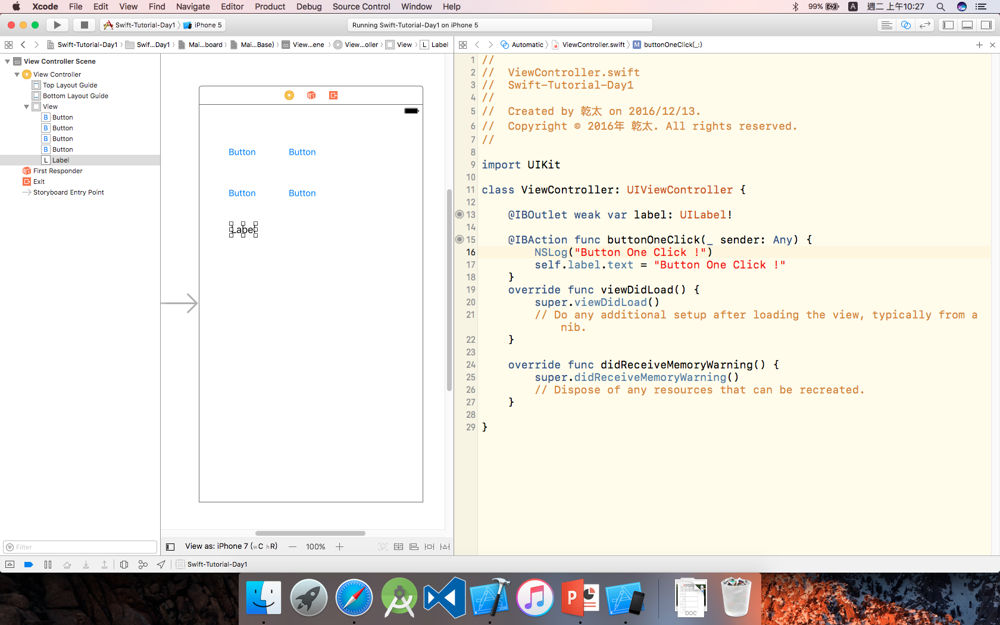 Xcode File Edit View Find Navigate Editor Product Debug Source Control Window Help 99% A 週二 上午10:27
Swift-Tutorial-Day1 iPhone 5 Running Swift-Tutorial-Day1 on iPhone 5
Swift-Tutorial-Day1 Swif...Day1 Mai...board Mai...Base) View...ene View...oller View L Label
Automatic ViewController.swift M buttonOneClick(_:)
View Controller Scene
View Controller
Top Layout Guide
Bottom Layout Guide
View
B Button
B Button
B Button
B Button
L Label
First Responder
Exit
Storyboard Entry Point
Filter
Button Button
Button Button
Label
View as: iPhone 7 (wC hR) 100%
1 //
2 // ViewController.swift
3 // Swift-Tutorial-Day1
4 //
5 // Created by 乾太 on 2016/12/13.
6 // Copyright © 2016年 乾太. All rights reserved.
7 //
8
9 import UIKit
10
11 class ViewController: UIViewController {
12
13 @IBOutlet weak var label: UILabel!
14
15 @IBAction func buttonOneClick(_ sender: Any) {
16 NSLog("Button One Click !")
17 self.label.text = "Button One Click !"
18 }
19 override func viewDidLoad() {
20 super.viewDidLoad()
21 // Do any additional setup after loading the view, typically from a
nib.
22 }
23
24 override func didReceiveMemoryWarning() {
25 super.didReceiveMemoryWarning()
26 // Dispose of any resources that can be recreated.
27 }
28
29 }
Swift-Tutorial-Day1
P DOC